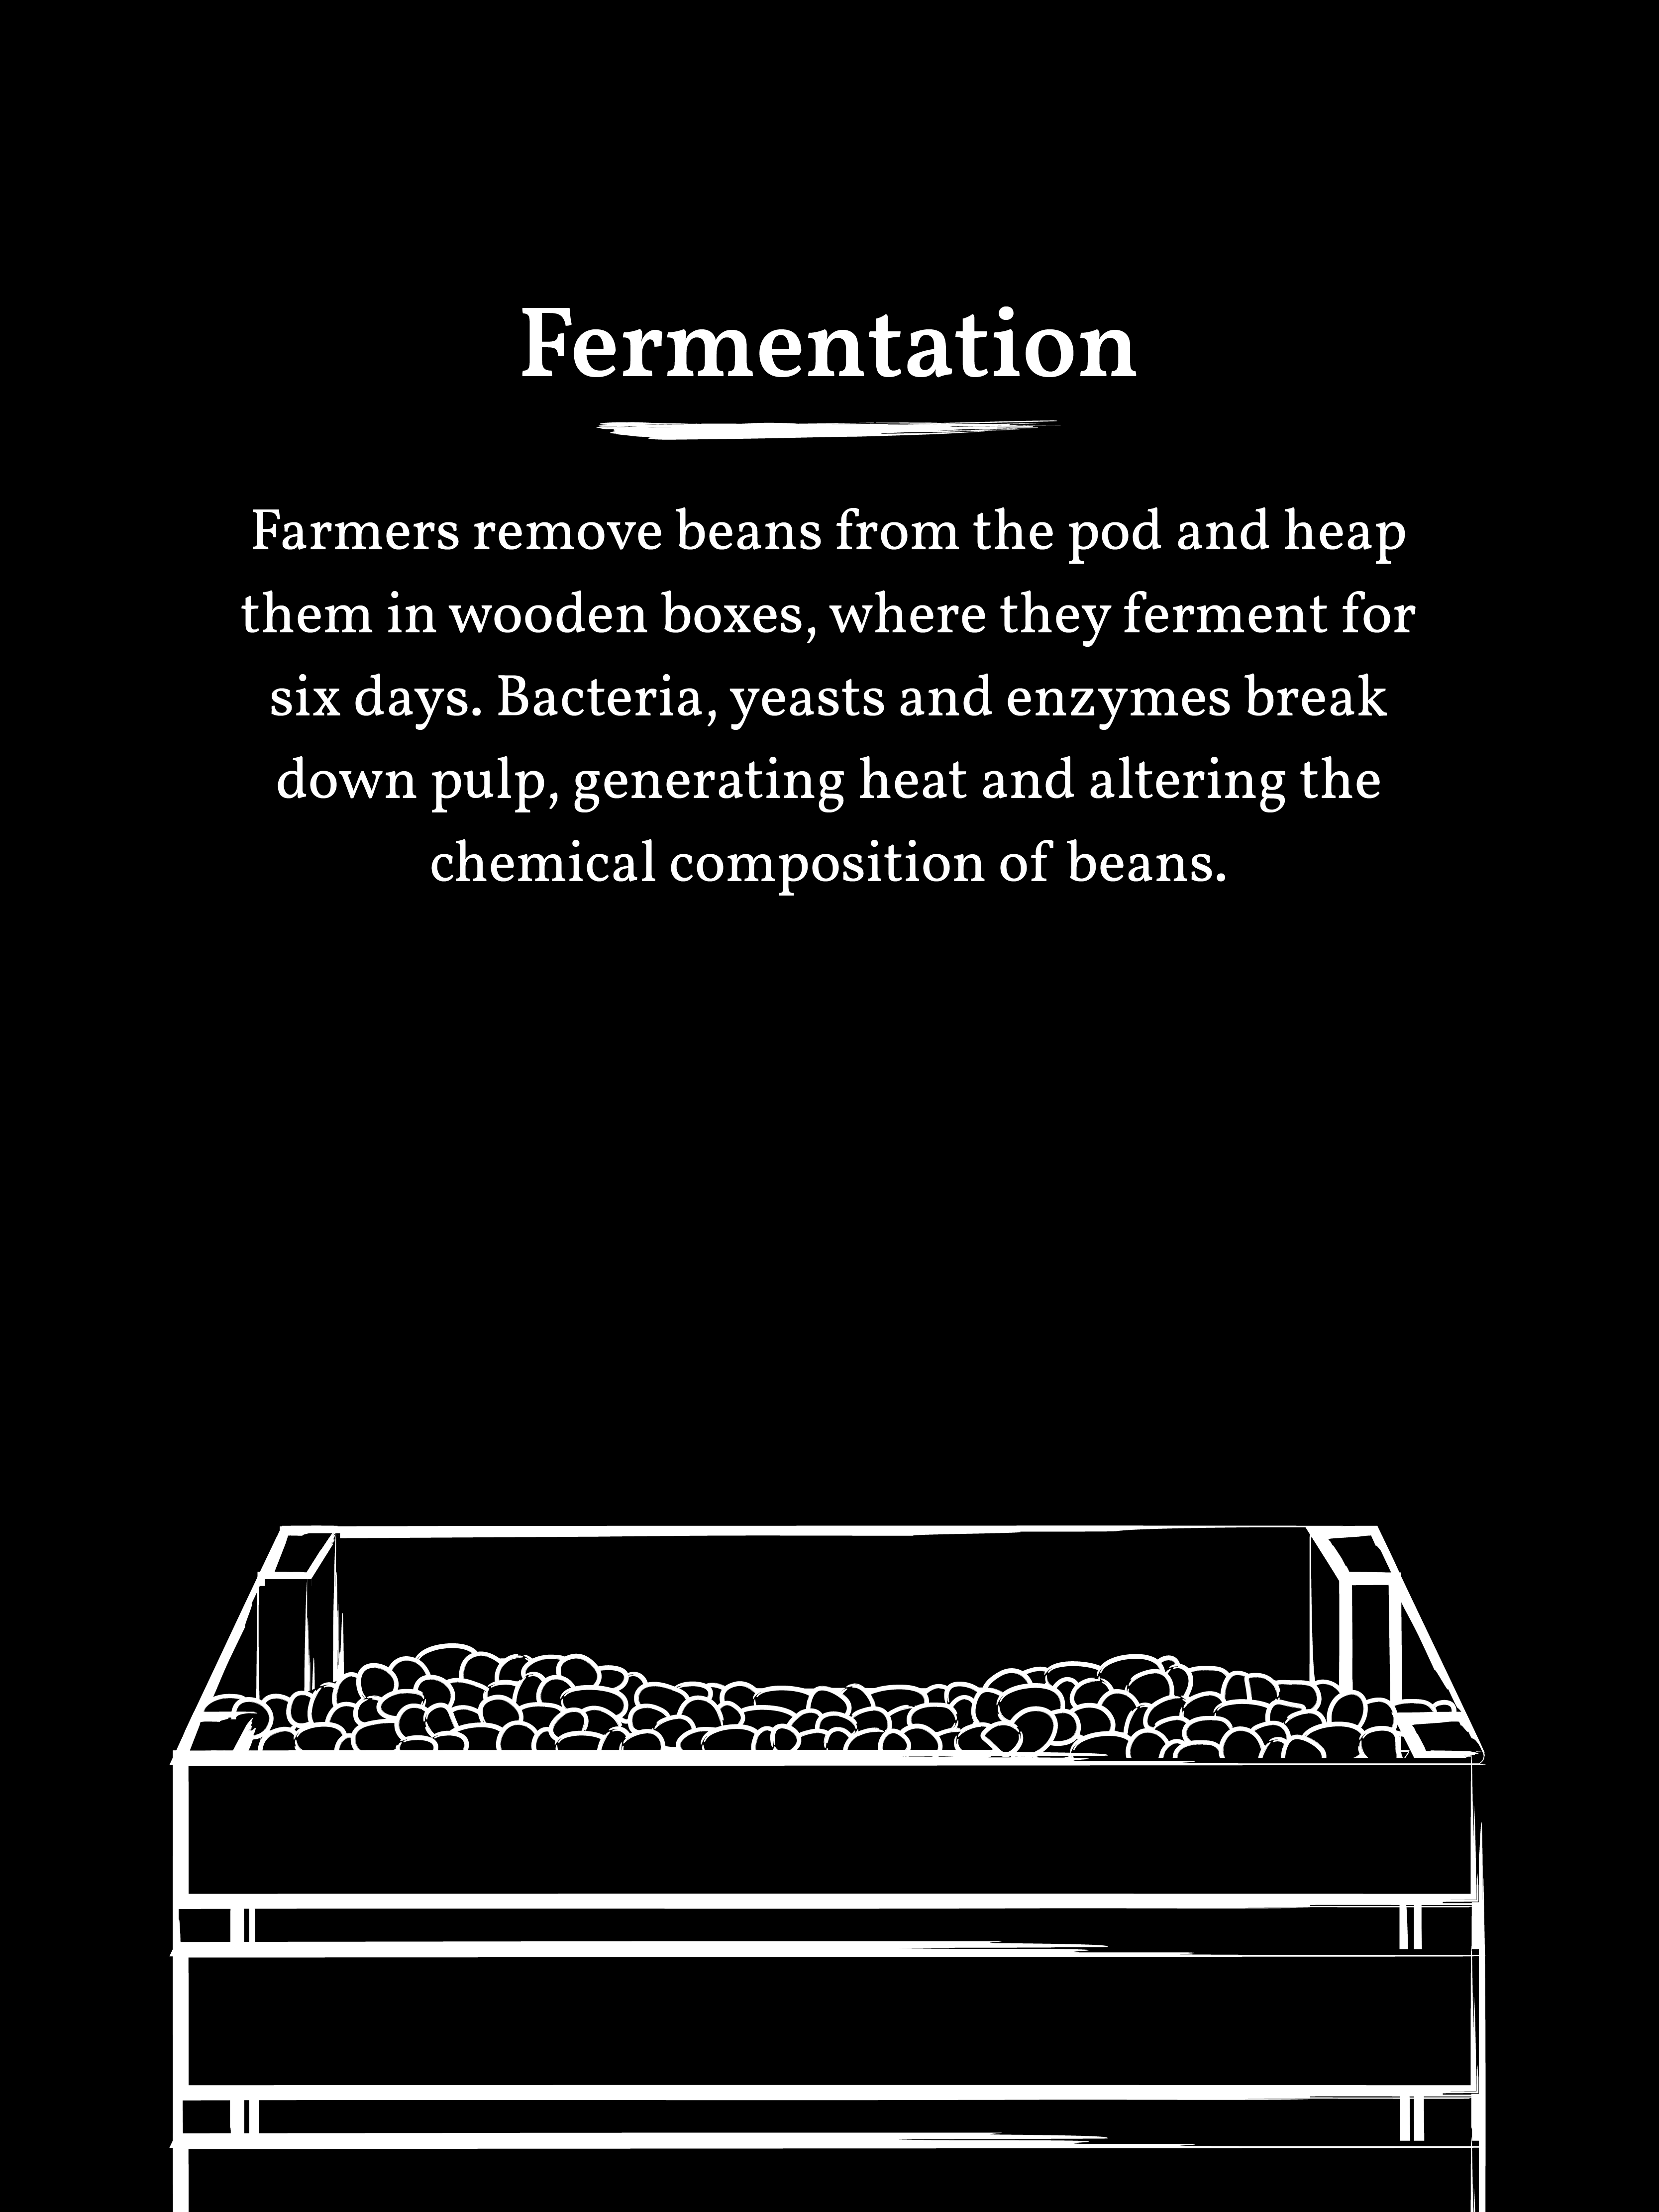 Fermentation
Farmers remove beans from the pod and heap
them in wooden boxes, where they ferment for
six days. Bacteria, yeasts and enzymes break
down pulp, generating heat and altering the
chemical composition of beans.